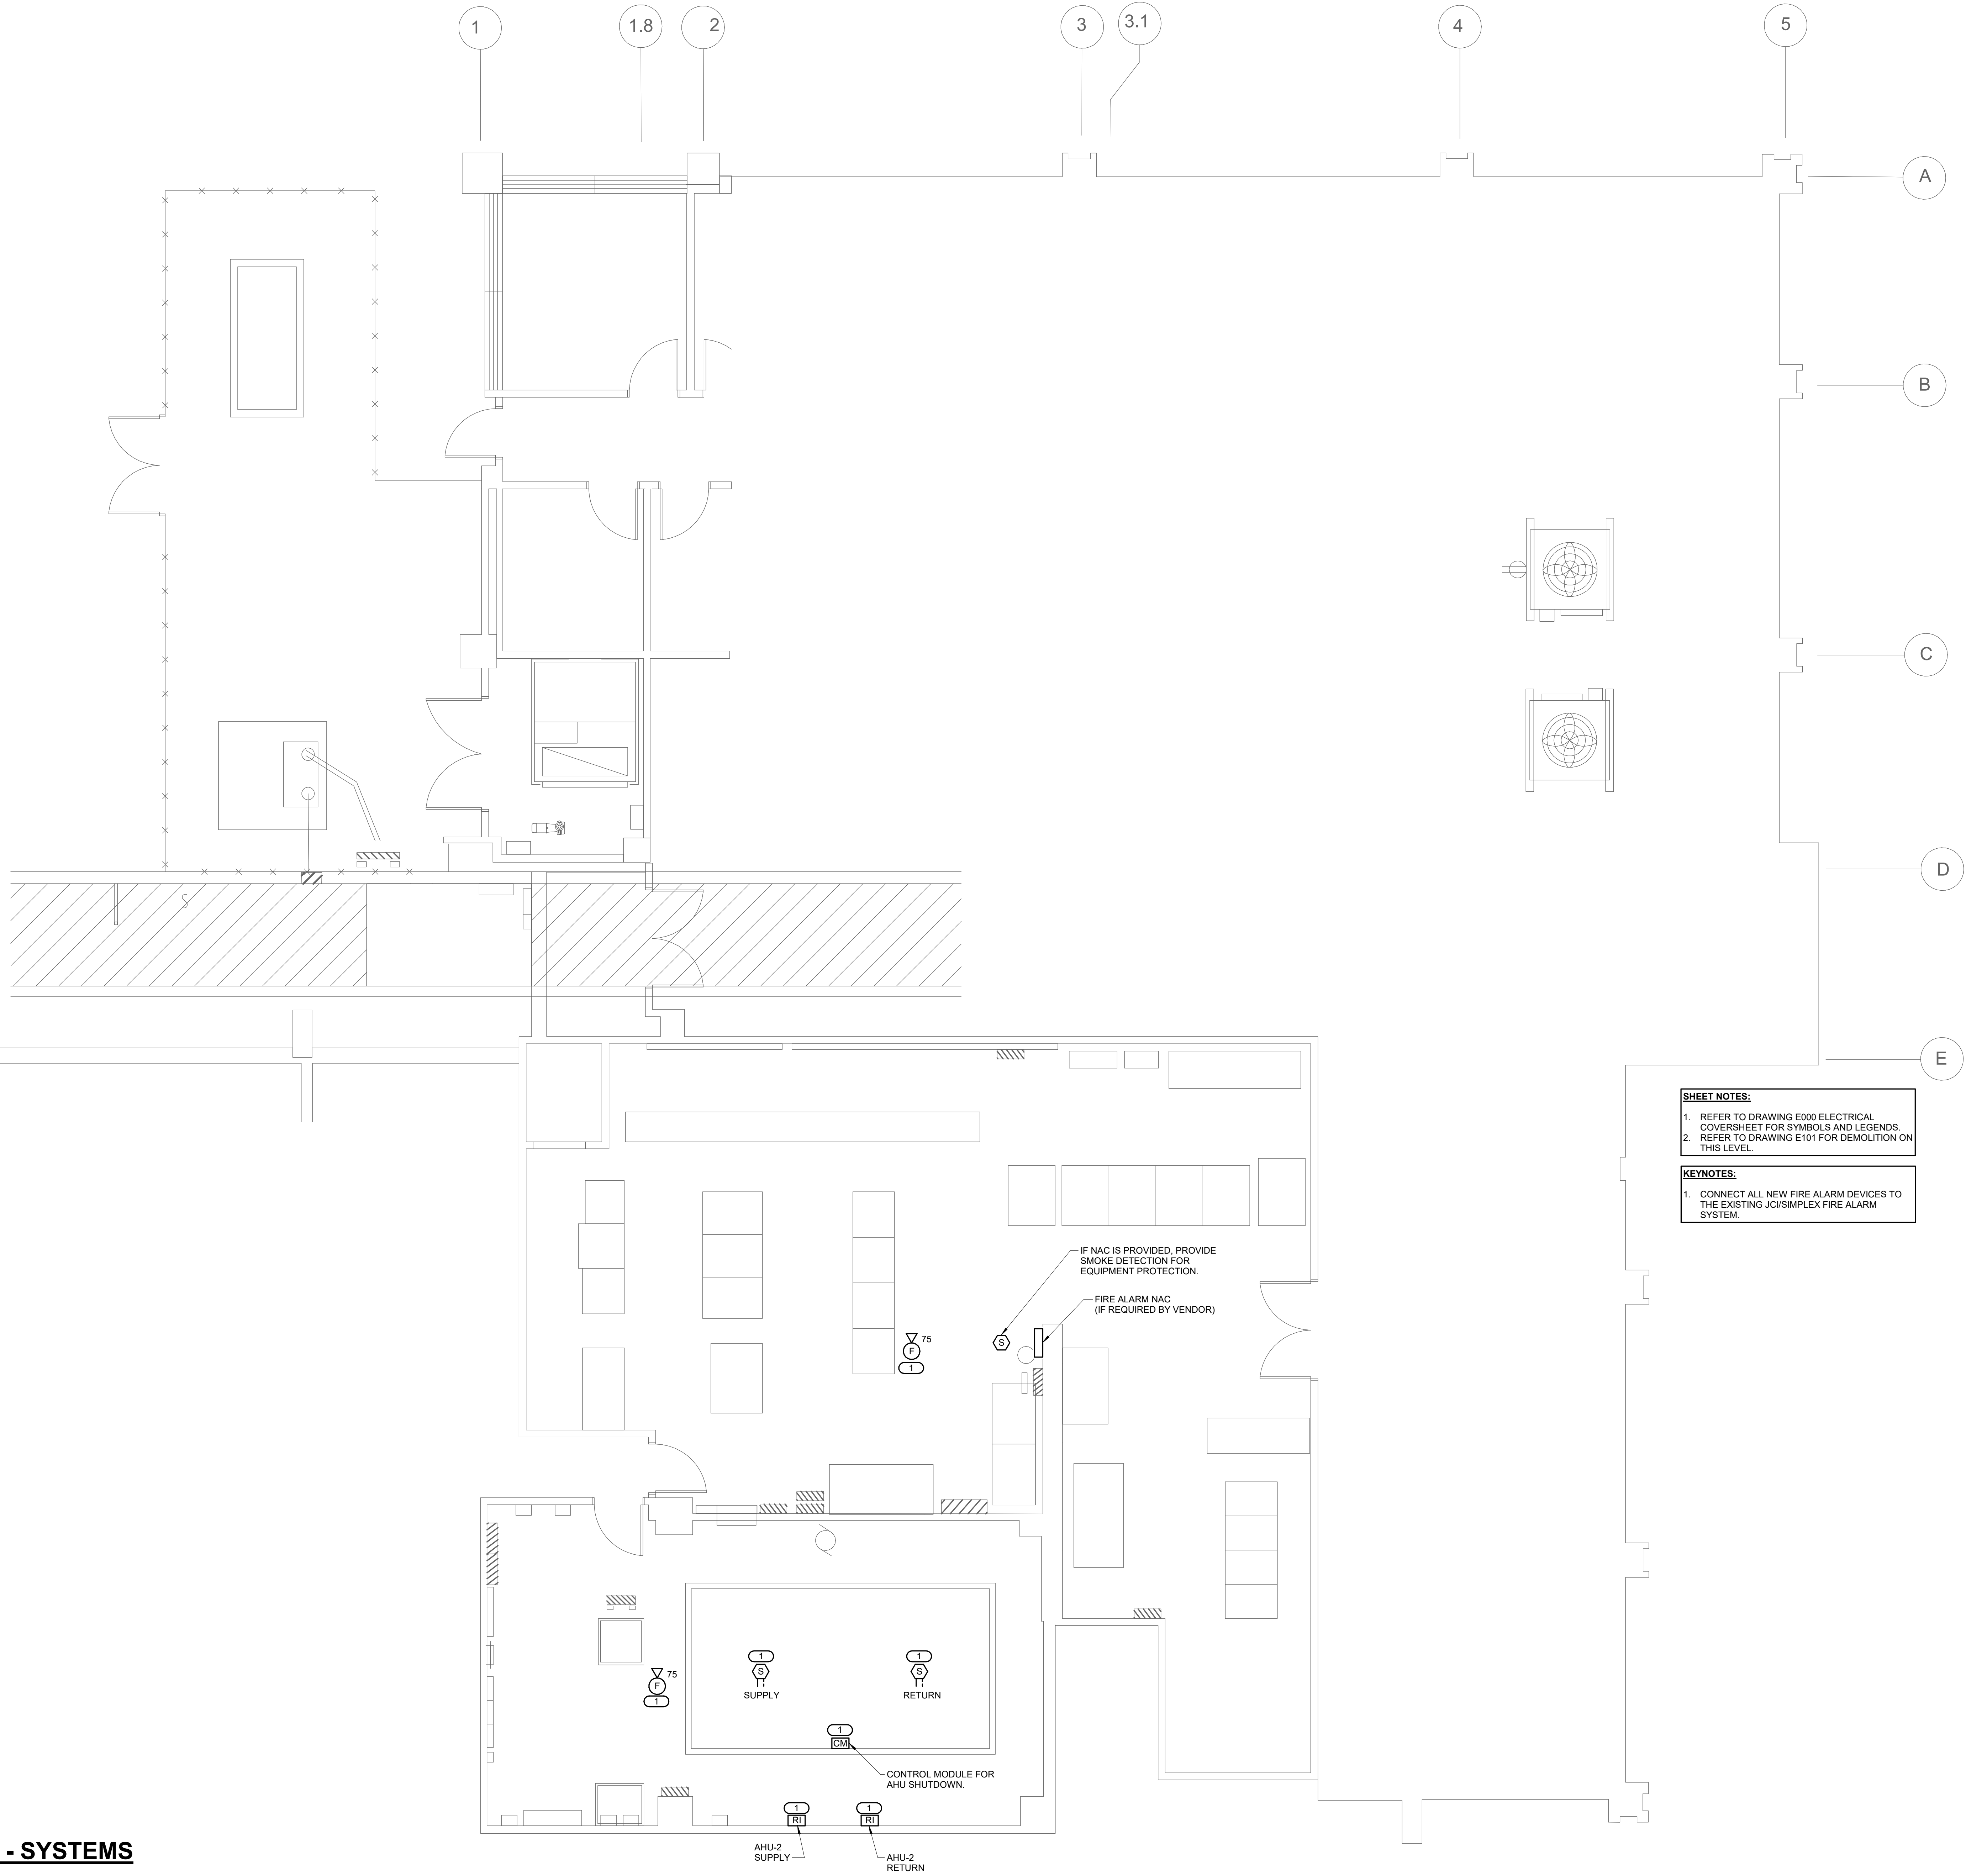 1
1.8
2
3
3.1
4
5
A
B
C
D
E
SHEET NOTES:
1. REFER TO DRAWING E000 ELECTRICAL
COVERSHEET FOR SYMBOLS AND LEGENDS.
2. REFER TO DRAWING E101 FOR DEMOLITION ON
THIS LEVEL.
KEYNOTES:
1. CONNECT ALL NEW FIRE ALARM DEVICES TO
THE EXISTING JCI/SIMPLEX FIRE ALARM
SYSTEM.
IF NAC IS PROVIDED, PROVIDE
SMOKE DETECTION FOR
EQUIPMENT PROTECTION.
FIRE ALARM NAC
(IF REQUIRED BY VENDOR)
S
75
F
1
75
F
1
1
S
SUPPLY
1
S
RETURN
1
CM
CONTROL MODULE FOR
AHU SHUTDOWN.
1
RI
1
RI
AHU-2
SUPPLY
AHU-2
RETURN
- SYSTEMS